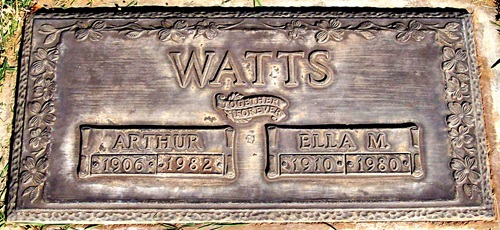 WATTS
TOGETHER
FOREVER
ARTHUR
1906 1982
ELLA M.
1910 1980